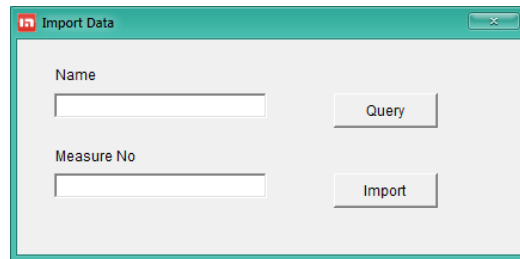 Import Data
Name
Query
Measure No
Import